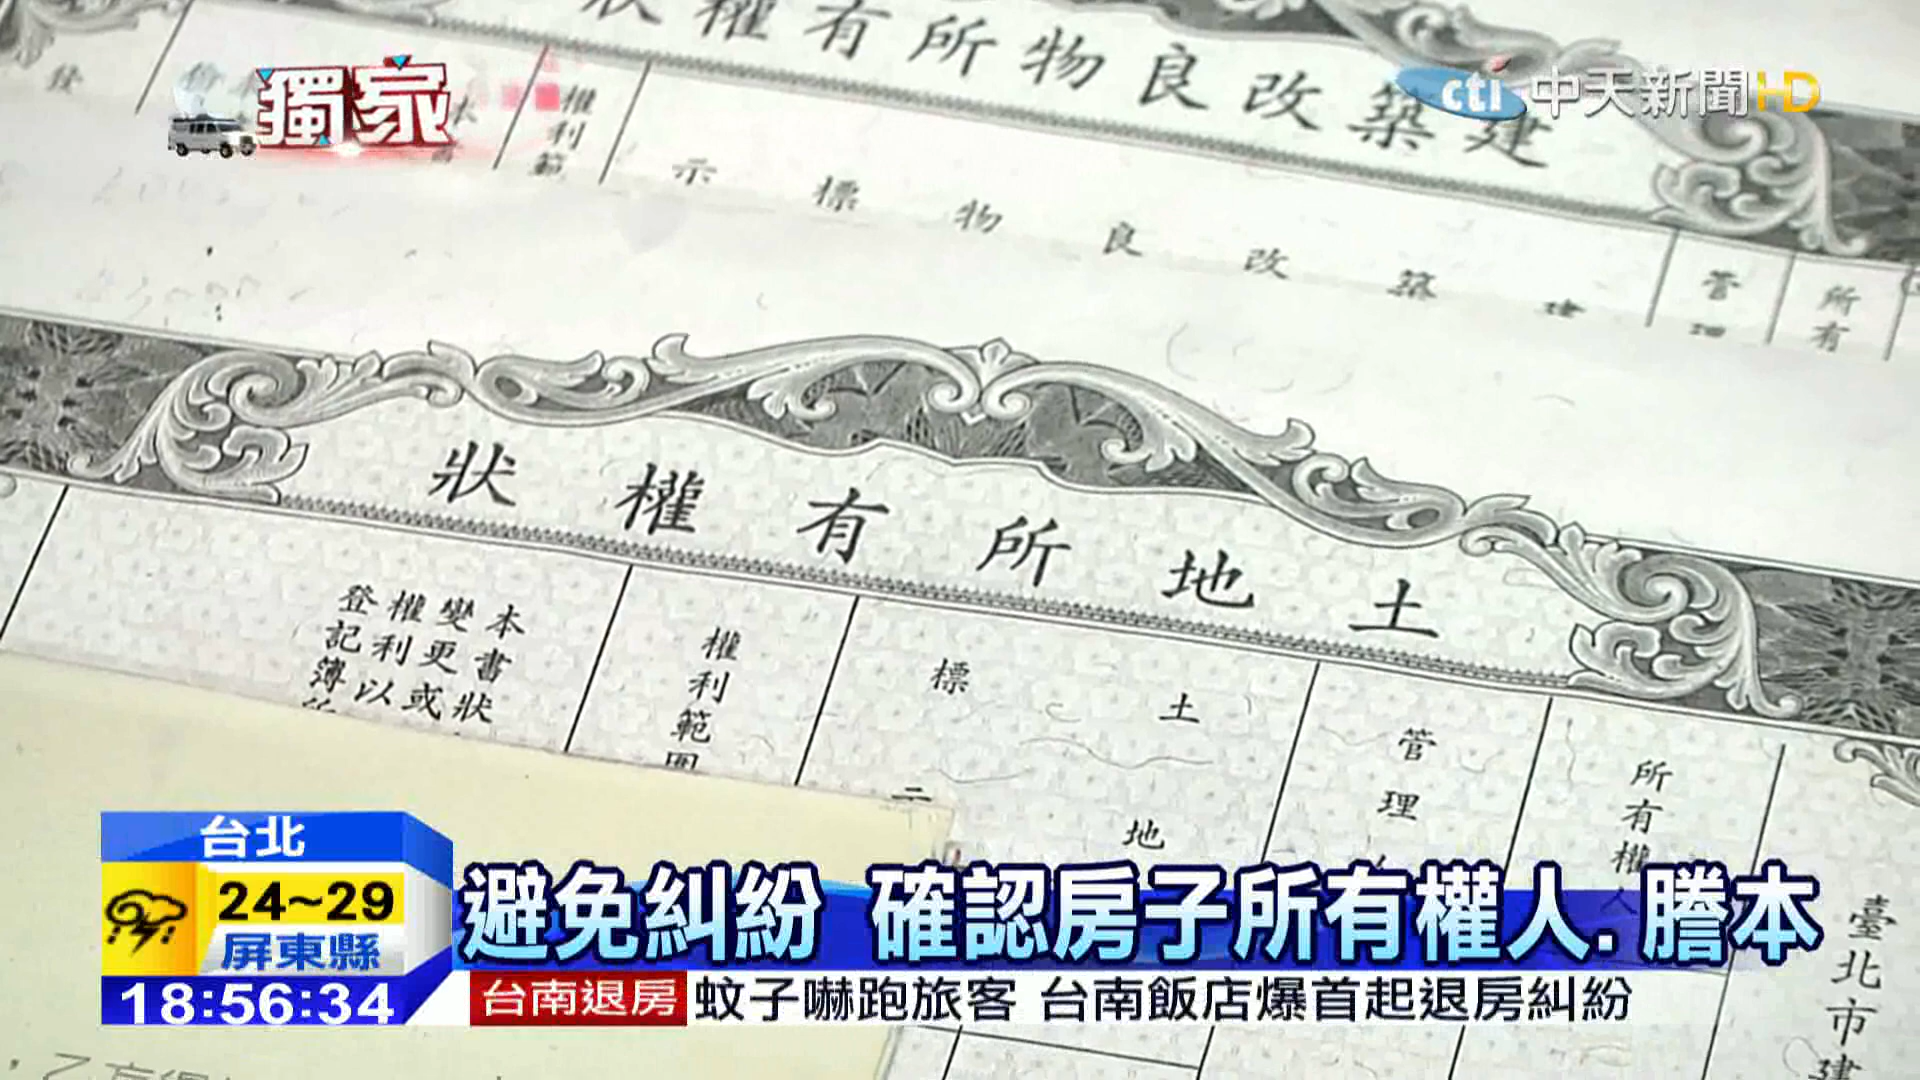 狀權有所物良改築建
獨家
cti 中天新聞HD
權利範
示標物良改築建
管理
所有
狀權有所地土
本書狀
變更或
權利以
登記簿
權利範圍
標
土地
管理
所有權人
臺北市建
台北
24~29
屏東縣
18:56:34
避免糾紛 確認房子所有權人.謄本
台南退房 蚊子嚇跑旅客 台南飯店爆首起退房糾紛